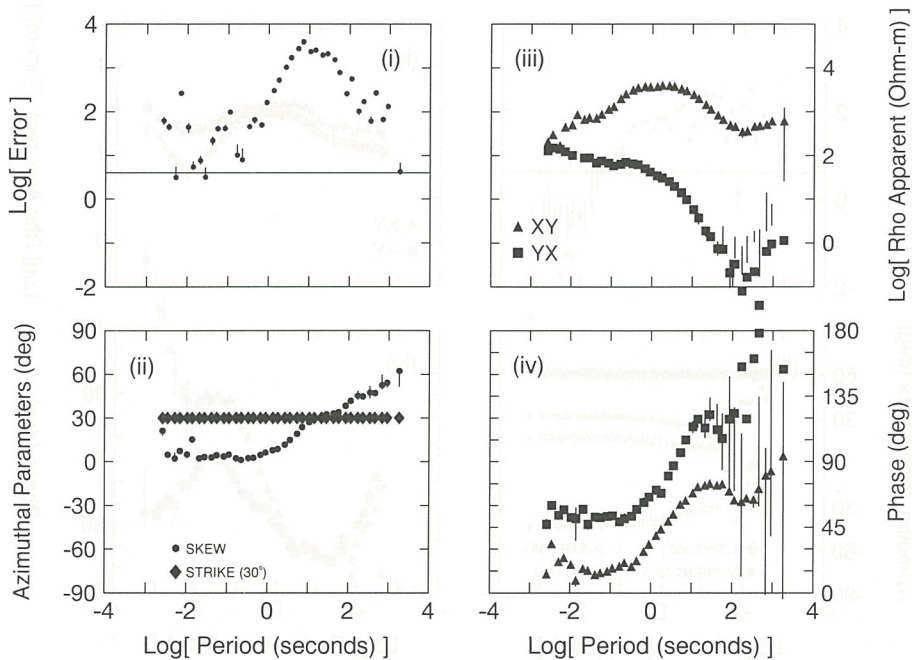 Log[ Error ]
4
2
0
-2
(i)
Azimuthal Parameters (deg)
90
60
30
0
-30
-60
-90
(ii)
SKEW
STRIKE (30°)
-4
-2
0
2
4
Log[ Period (seconds) ]
(iii)
XY
YX
4
2
0
-2
Log[ Rho Apparent (Ohm-m) ]
(iv)
180
135
90
45
0
Phase (deg)
-4
-2
0
2
4
Log[ Period (seconds) ]